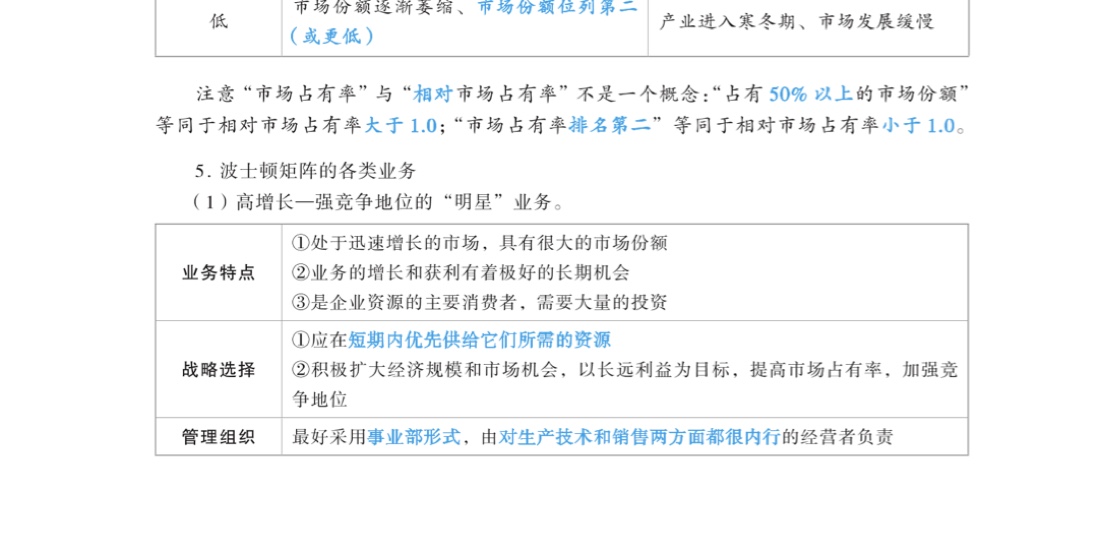 市场份额逐渐萎缩、市场份额位列第二
低
（或更低）
产业进入寒冬期、市场发展缓慢
注意“市场占有率”与“相对市场占有率”不是一个概念：“占有 50% 以上的市场份额”
等同于相对市场占有率大于 1.0；“市场占有率排名第二”等同于相对市场占有率小于 1.0。
5. 波士顿矩阵的各类业务
（1）高增长—强竞争地位的“明星”业务。
业务特点
①处于迅速增长的市场，具有很大的市场份额
②业务的增长和获利有着极好的长期机会
③是企业资源的主要消费者，需要大量的投资
战略选择
①应在短期内优先供给它们所需的资源
②积极扩大经济规模和市场机会，以长远利益为目标，提高市场占有率，加强竞
争地位
管理组织
最好采用事业部形式，由对生产技术和销售两方面都很内行的经营者负责